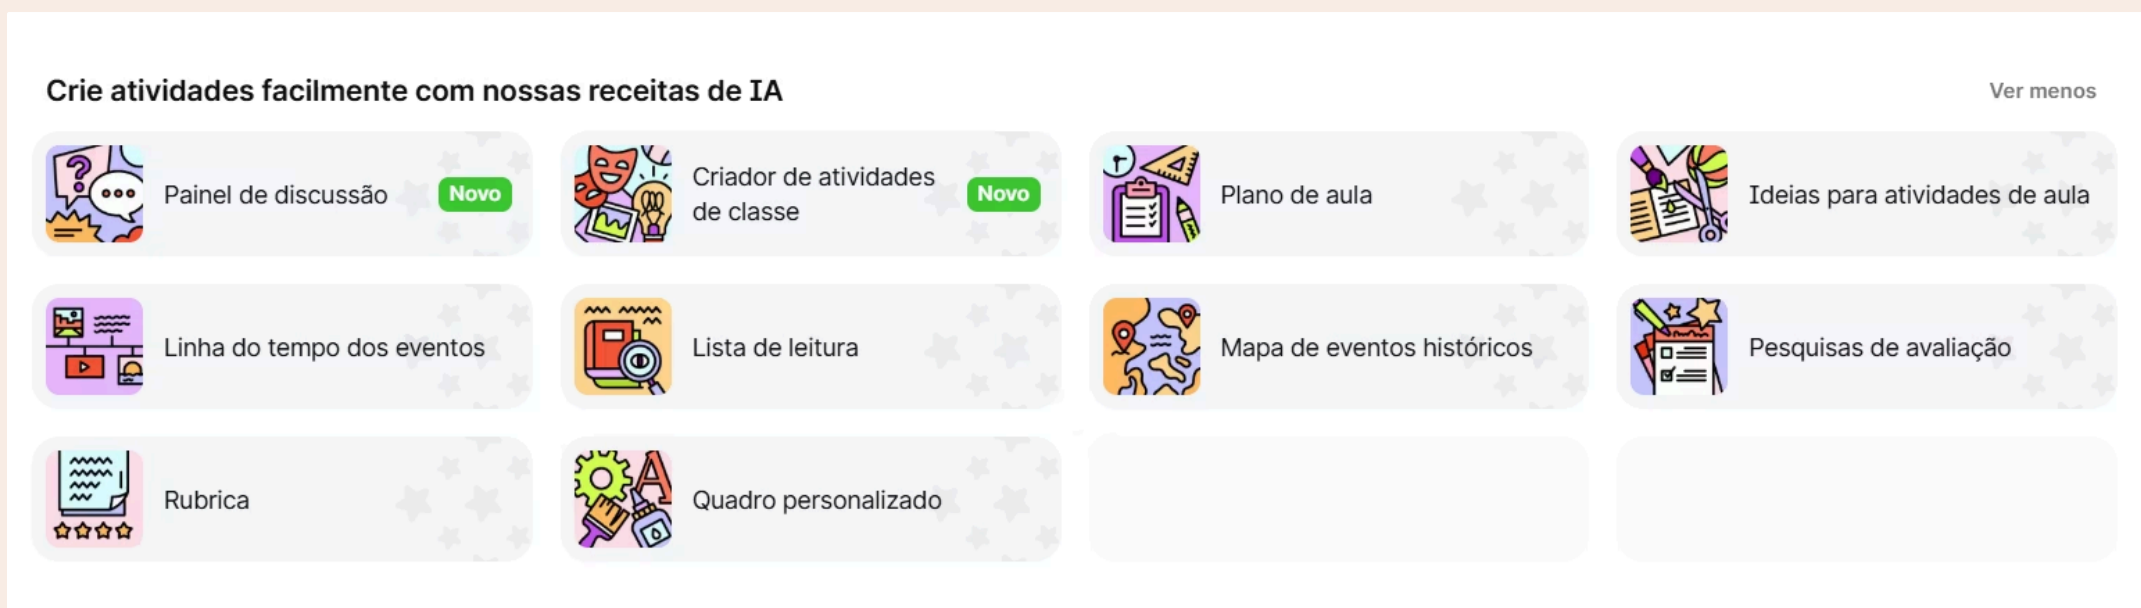 Crie atividades facilmente com nossas receitas de IA
Ver menos
Painel de discussão
Novo
Criador de atividades
de classe
Novo
Plano de aula
Ideias para atividades de aula
Linha do tempo dos eventos
Lista de leitura
Mapa de eventos históricos
Pesquisas de avaliação
Rubrica
Quadro personalizado